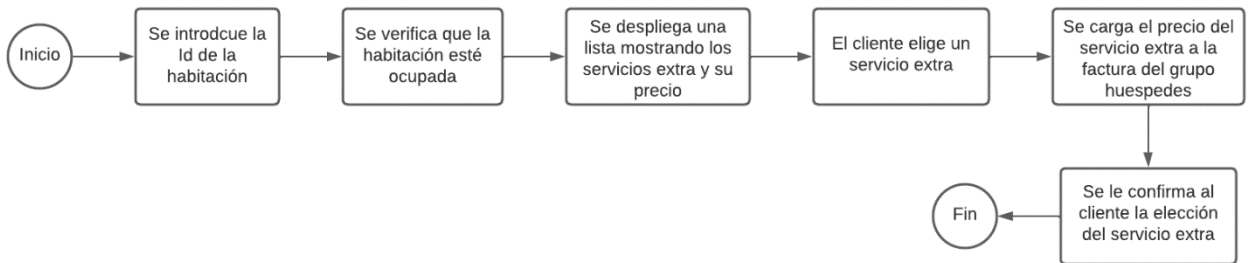 Inicio
Se introdcue la
Id de la
habitación
Se verifica que la
habitación esté
ocupada
Se despliega una
lista mostrando los
servicios extra y su
precio
El cliente elige un
servicio extra
Se carga el precio del
servicio extra a la
factura del grupo
huespedes
Se le confirma al
cliente la elección
del servicio extra
Fin